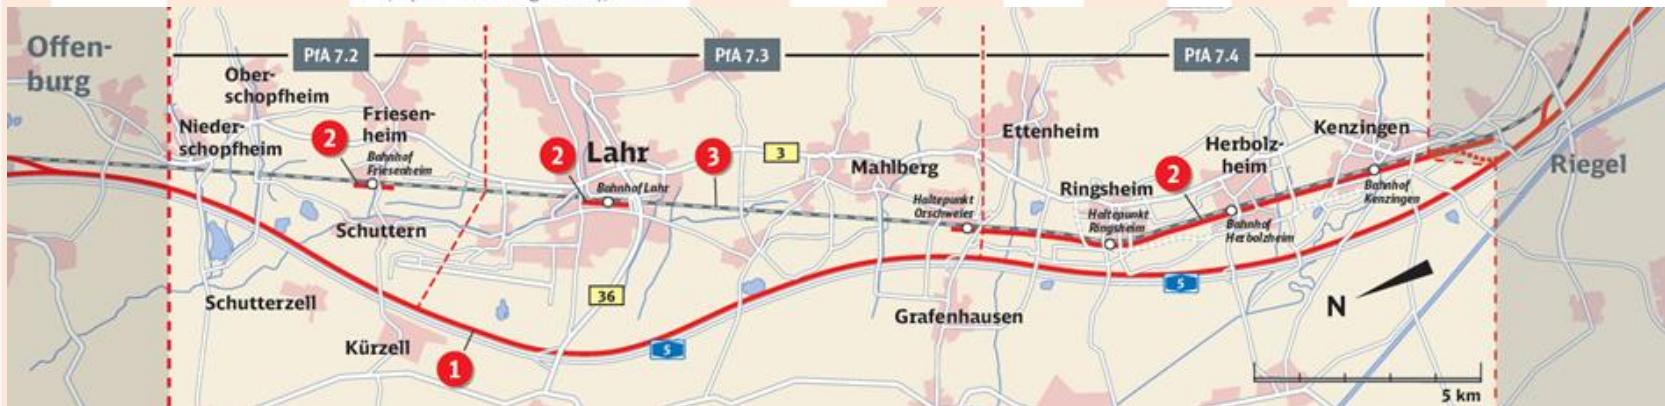 Offen-
burg
PfA 7.2
PfA 7.3
PfA 7.4
Ober-
schopfheim
Nieder-
schopfheim
Friesen-
heim
2
Bahnhof
Friesenheim
Schuttern
Schutterzell
Kürzell
1
2
Lahr
Bahnhof Lahr
3
3
36
5
Mahlberg
Haltepunkt
Orschweier
Grafenhausen
Ettenheim
Ringsheim
Haltepunkt
Ringsheim
2
Herbolz-
heim
Bahnhof
Herbolzheim
Kenzingen
Bahnhof
Kenzingen
5
Riegel
N
5 km